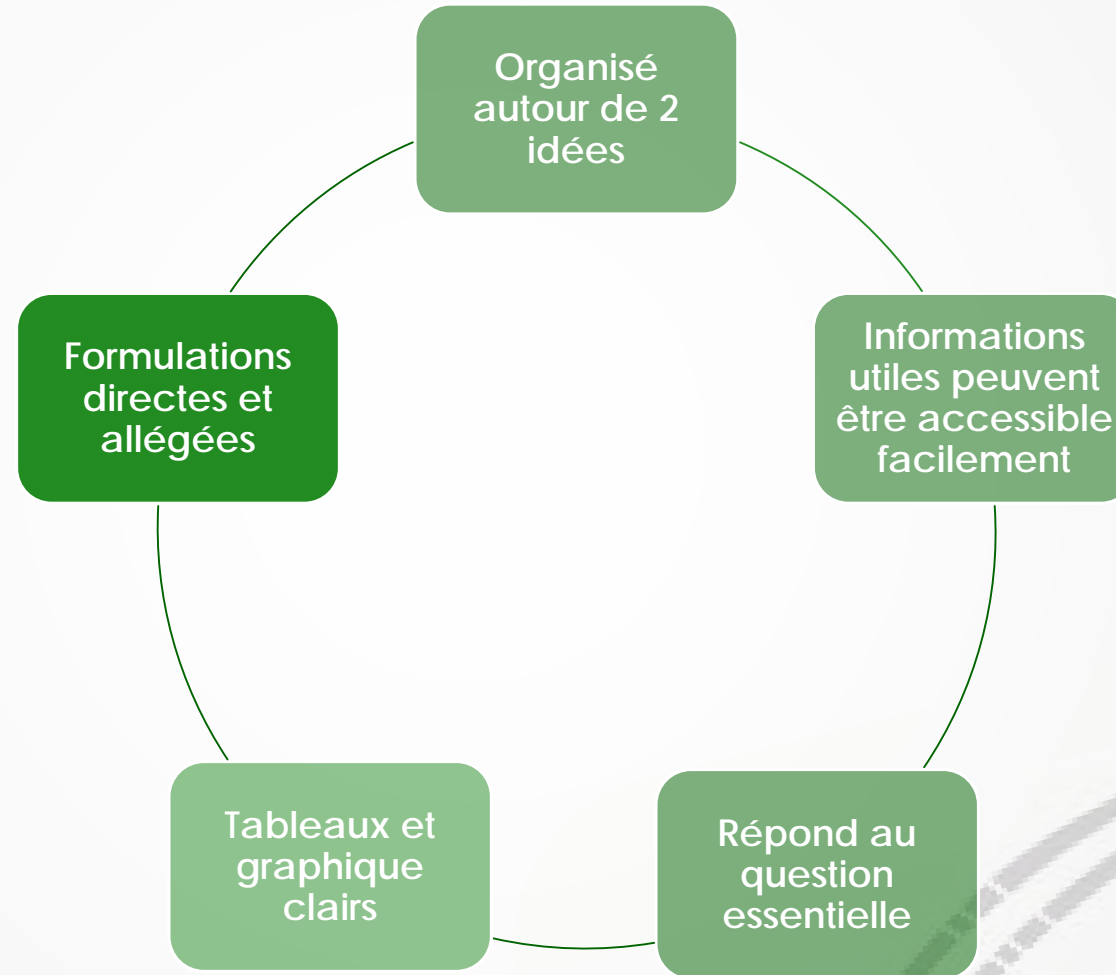 Organisé
autour de 2
idées
Informations
utiles peuvent
être accessible
facilement
Répond au
question
essentielle
Tableaux et
graphique
clairs
Formulations
directes et
allégées